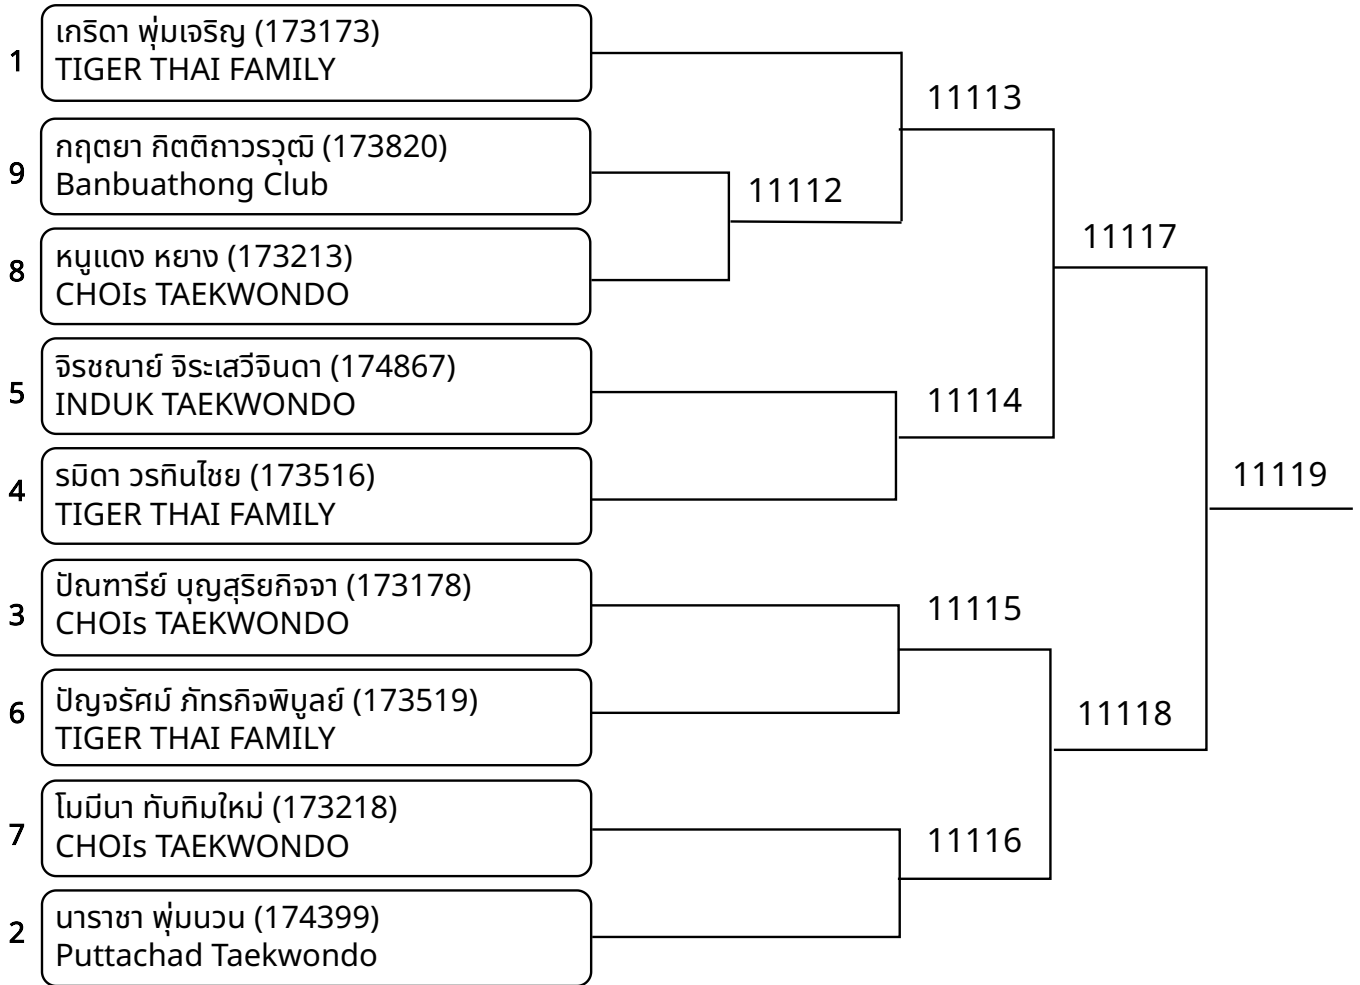 1
เกริดา พุ่มเจริญ (173173)
TIGER THAI FAMILY
11113
9
กฤตยา กิตติถาวรวุฒิ (173820)
Banbuathong Club
11112
8
หนูแดง หยาง (173213)
CHOIs TAEKWONDO
11117
5
จิรชณาย์ จิระเสวีจินดา (174867)
INDUK TAEKWONDO
11114
4
รมิดา วรทินไชย (173516)
TIGER THAI FAMILY
11119
3
ปัณฑารีย์ บุญสุริยกิจจา (173178)
CHOIs TAEKWONDO
11115
6
ปัญจรัศม์ ภัทรกิจพิบูลย์ (173519)
TIGER THAI FAMILY
11118
7
โมมีนา ทับทิมใหม่ (173218)
CHOIs TAEKWONDO
11116
2
นาราชา พุ่มนวน (174399)
Puttachad Taekwondo